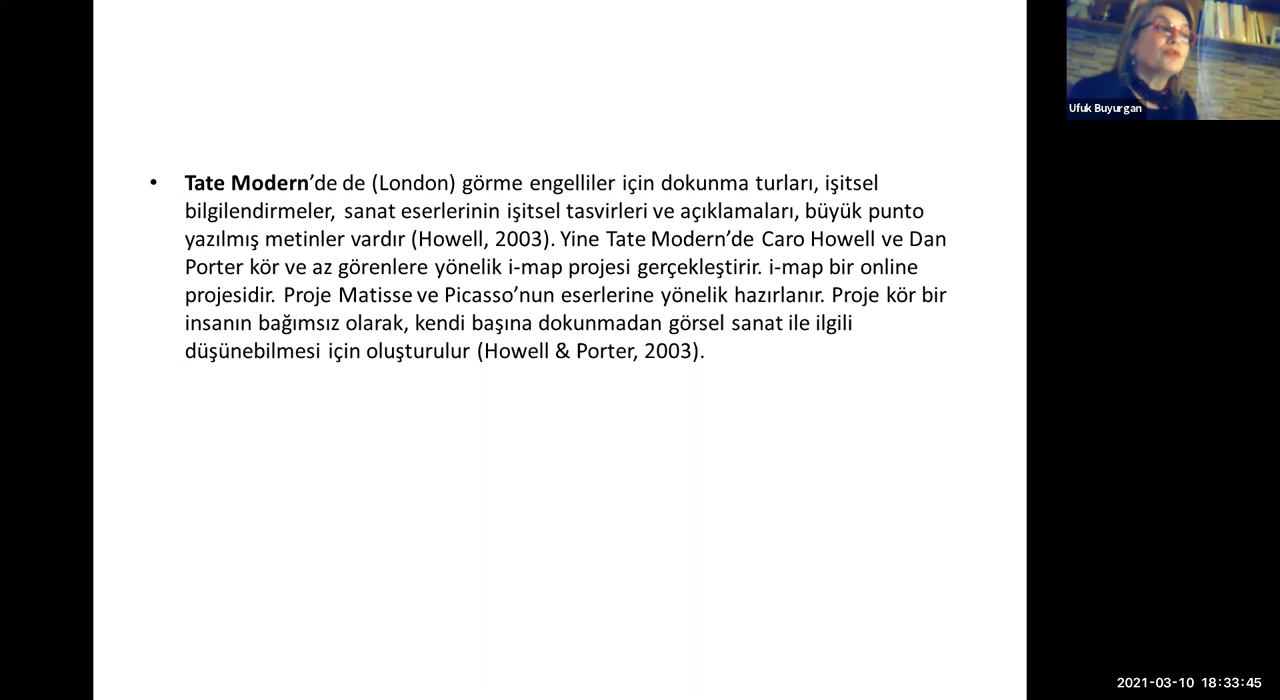 • Tate Modern’de de (London) görme engelliler için dokunma turları, işitsel
bilgilendirmeler, sanat eserlerinin işitsel tasvirleri ve açıklamaları, büyük punto
yazılmış metinler vardır (Howell, 2003). Yine Tate Modern’de Caro Howell ve Dan
Porter kör ve az görenlere yönelik i-map projesi gerçekleştirir. i-map bir online
projesidir. Proje Matisse ve Picasso’nun eserlerine yönelik hazırlanır. Proje kör bir
insanın bağımsız olarak, kendi başına dokunmadan görsel sanat ile ilgili
düşünebilmesi için oluşturulur (Howell & Porter, 2003).
Ufuk Buyurgan
2021-03-10 18:33:45